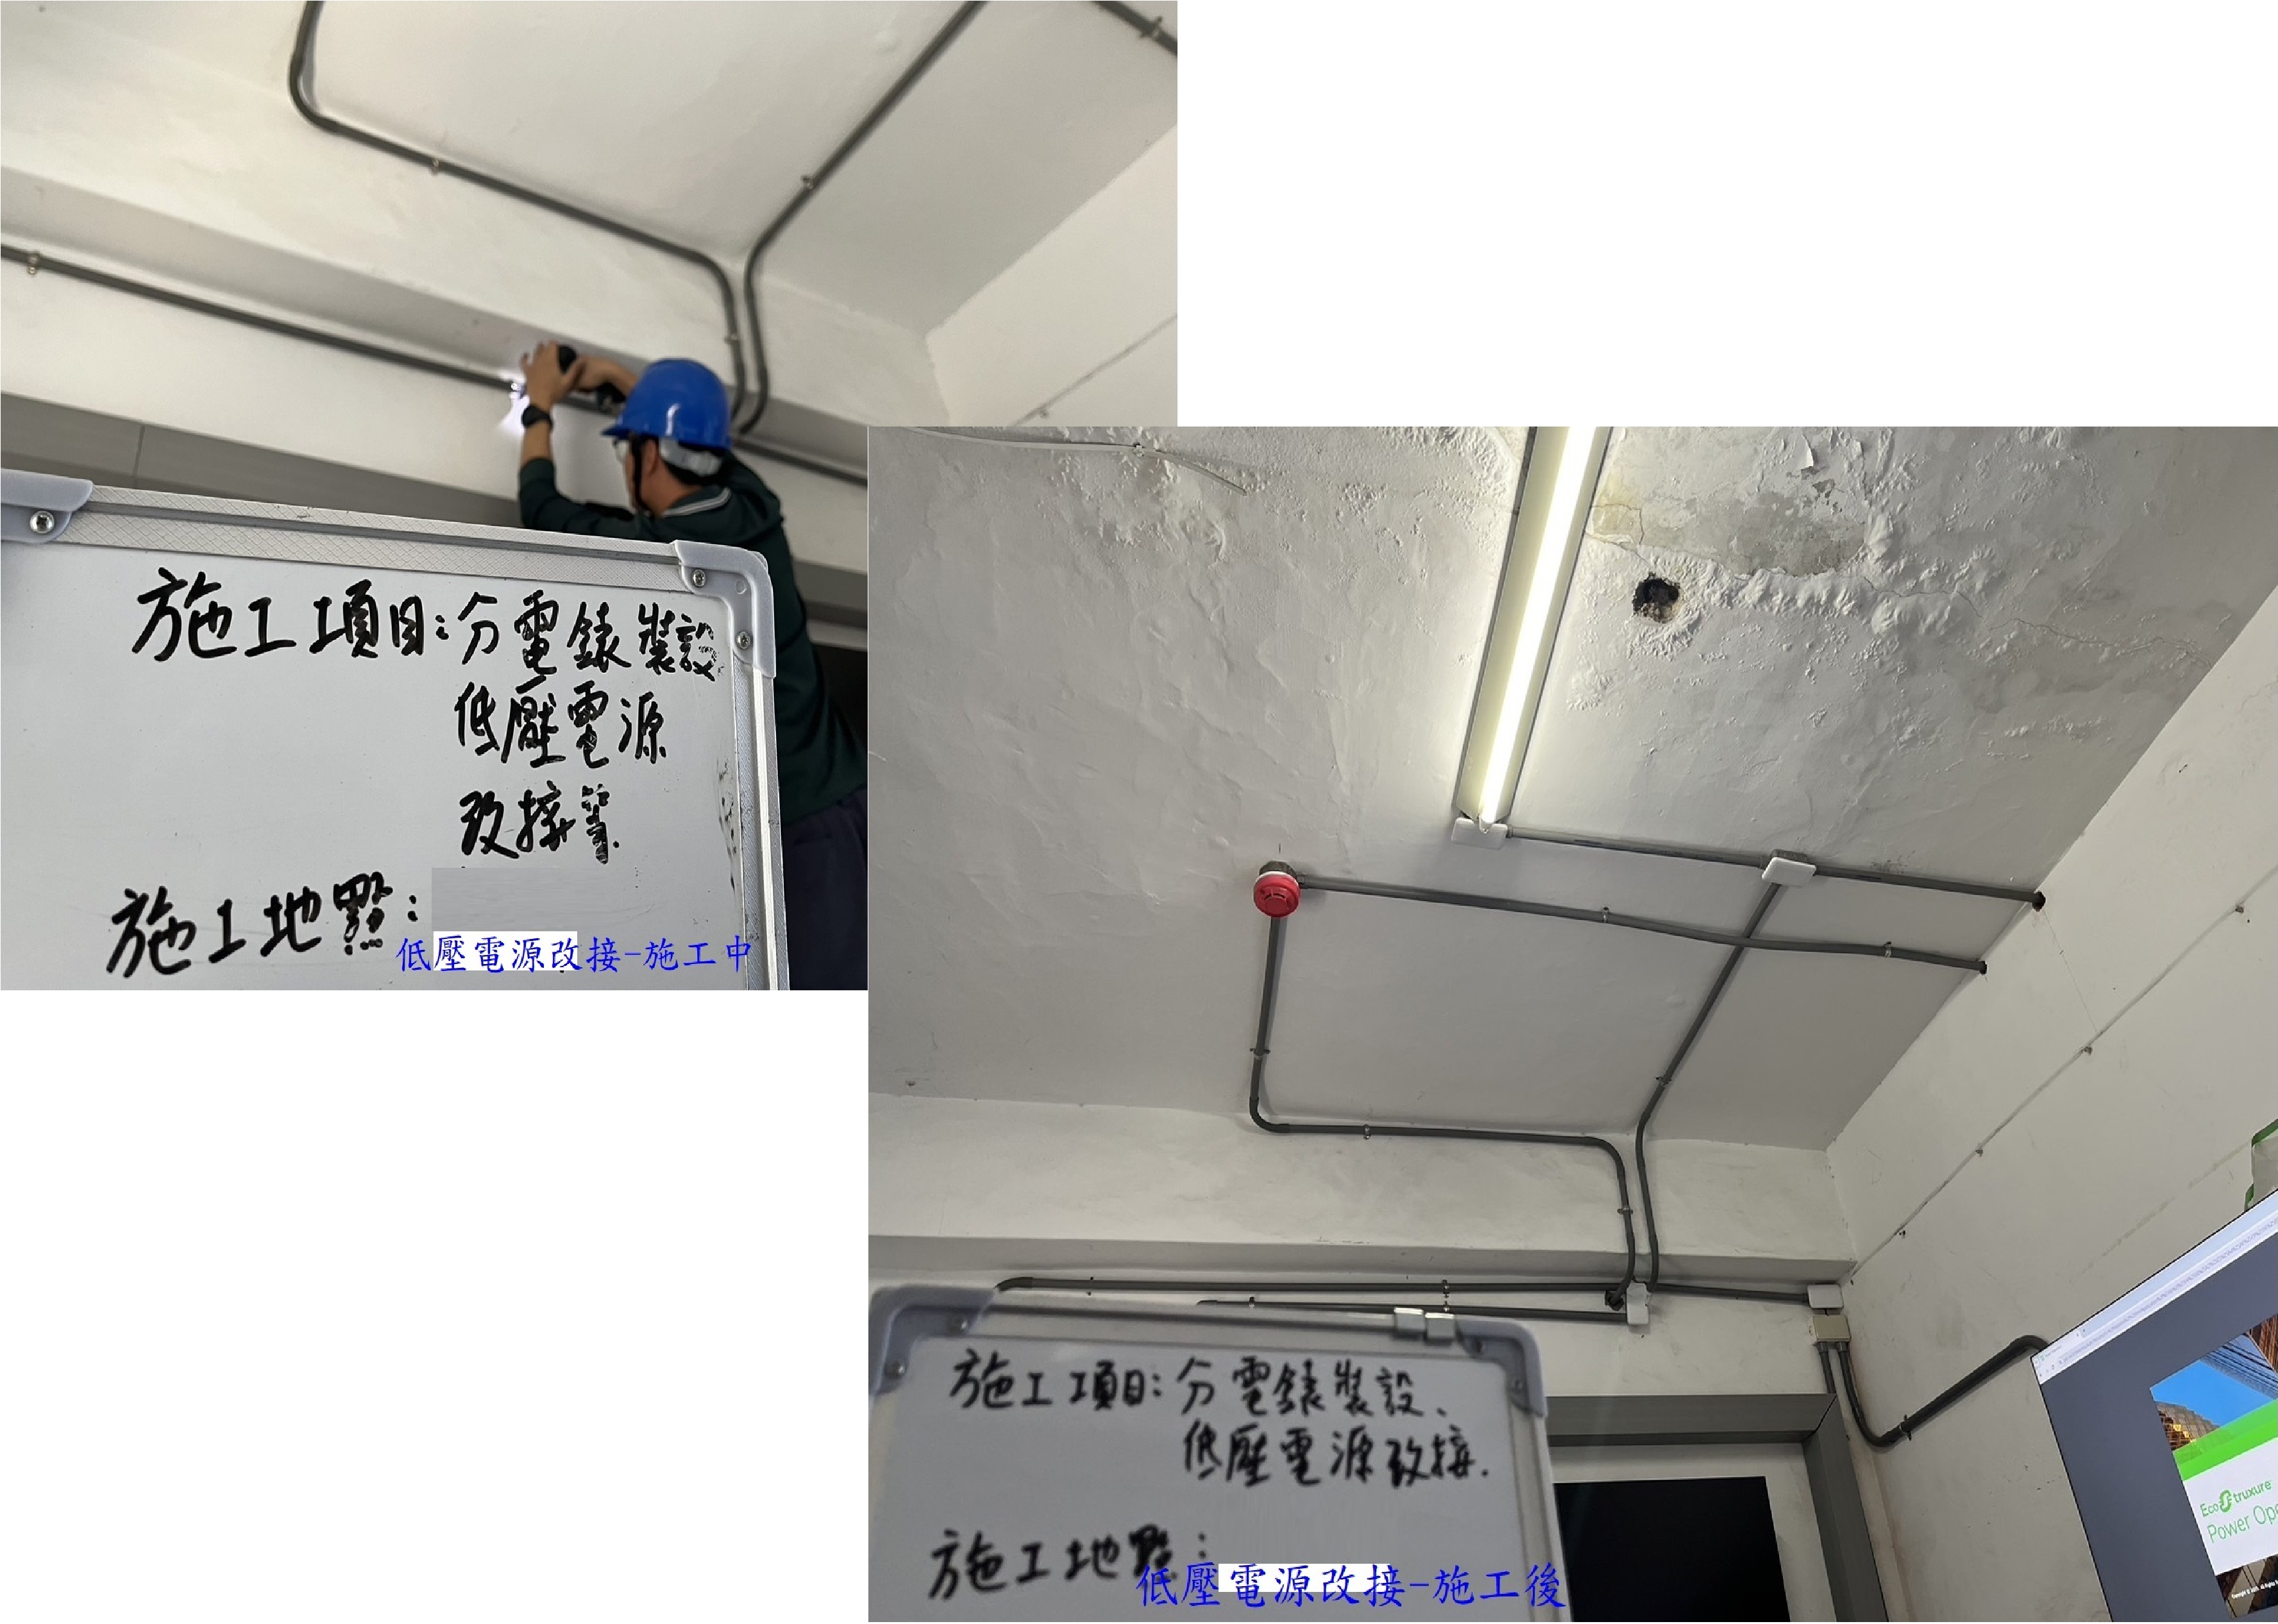 施工項目:分電錶裝設
低壓電源
改接等.
施工地點:
低壓電源改接-施工中
施工項目:分電錶裝設、
低壓電源改接.
施工地點:
低壓電源改接-施工後
EcoStruxure
Power Ope